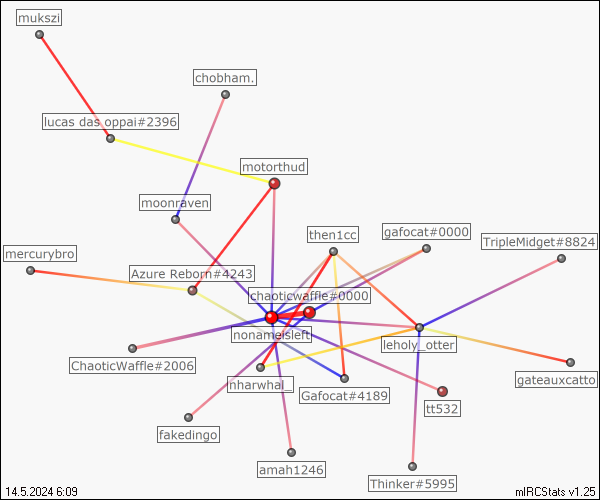 mukszi
chobham.
lucas das oppai#2396
motorthud
moonraven
then1cc
gafocat#0000
TripleMidget#8824
mercurybro
Azure Reborn#4243
chaoticwaffle#0000
nonameisleft
leholy_otter
ChaoticWaffle#2006
nharwhal_
Gafocat#4189
gateauxcatto
tt532
fakedingo
amah1246
Thinker#5995
14.5.2024 6:09
mIRCStats v1.25